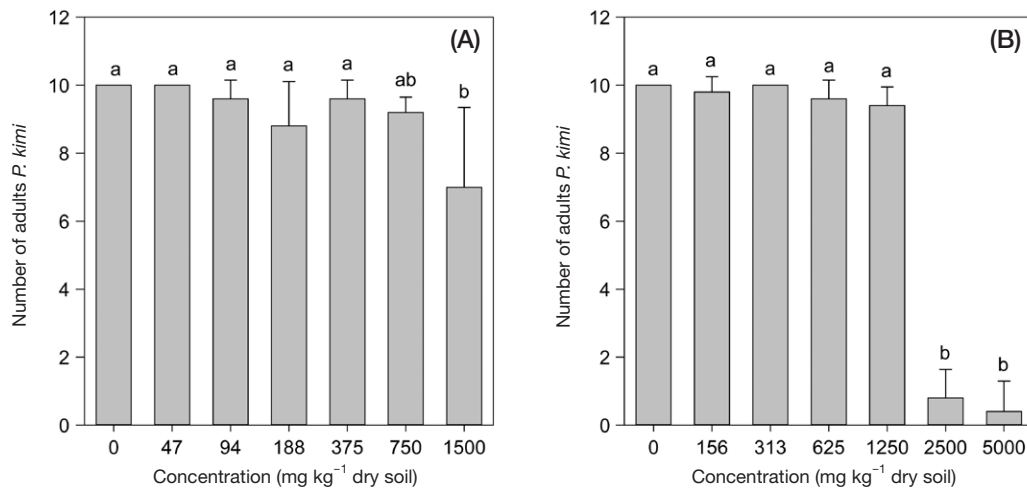 (A)
12
10
8
6
4
2
0
Number of adults P. kimi
a a a a a ab b
0 47 94 188 375 750 1500
Concentration (mg kg⁻¹ dry soil)
(B)
12
10
8
6
4
2
0
Number of adults P. kimi
a a a a a b b
0 156 313 625 1250 2500 5000
Concentration (mg kg⁻¹ dry soil)